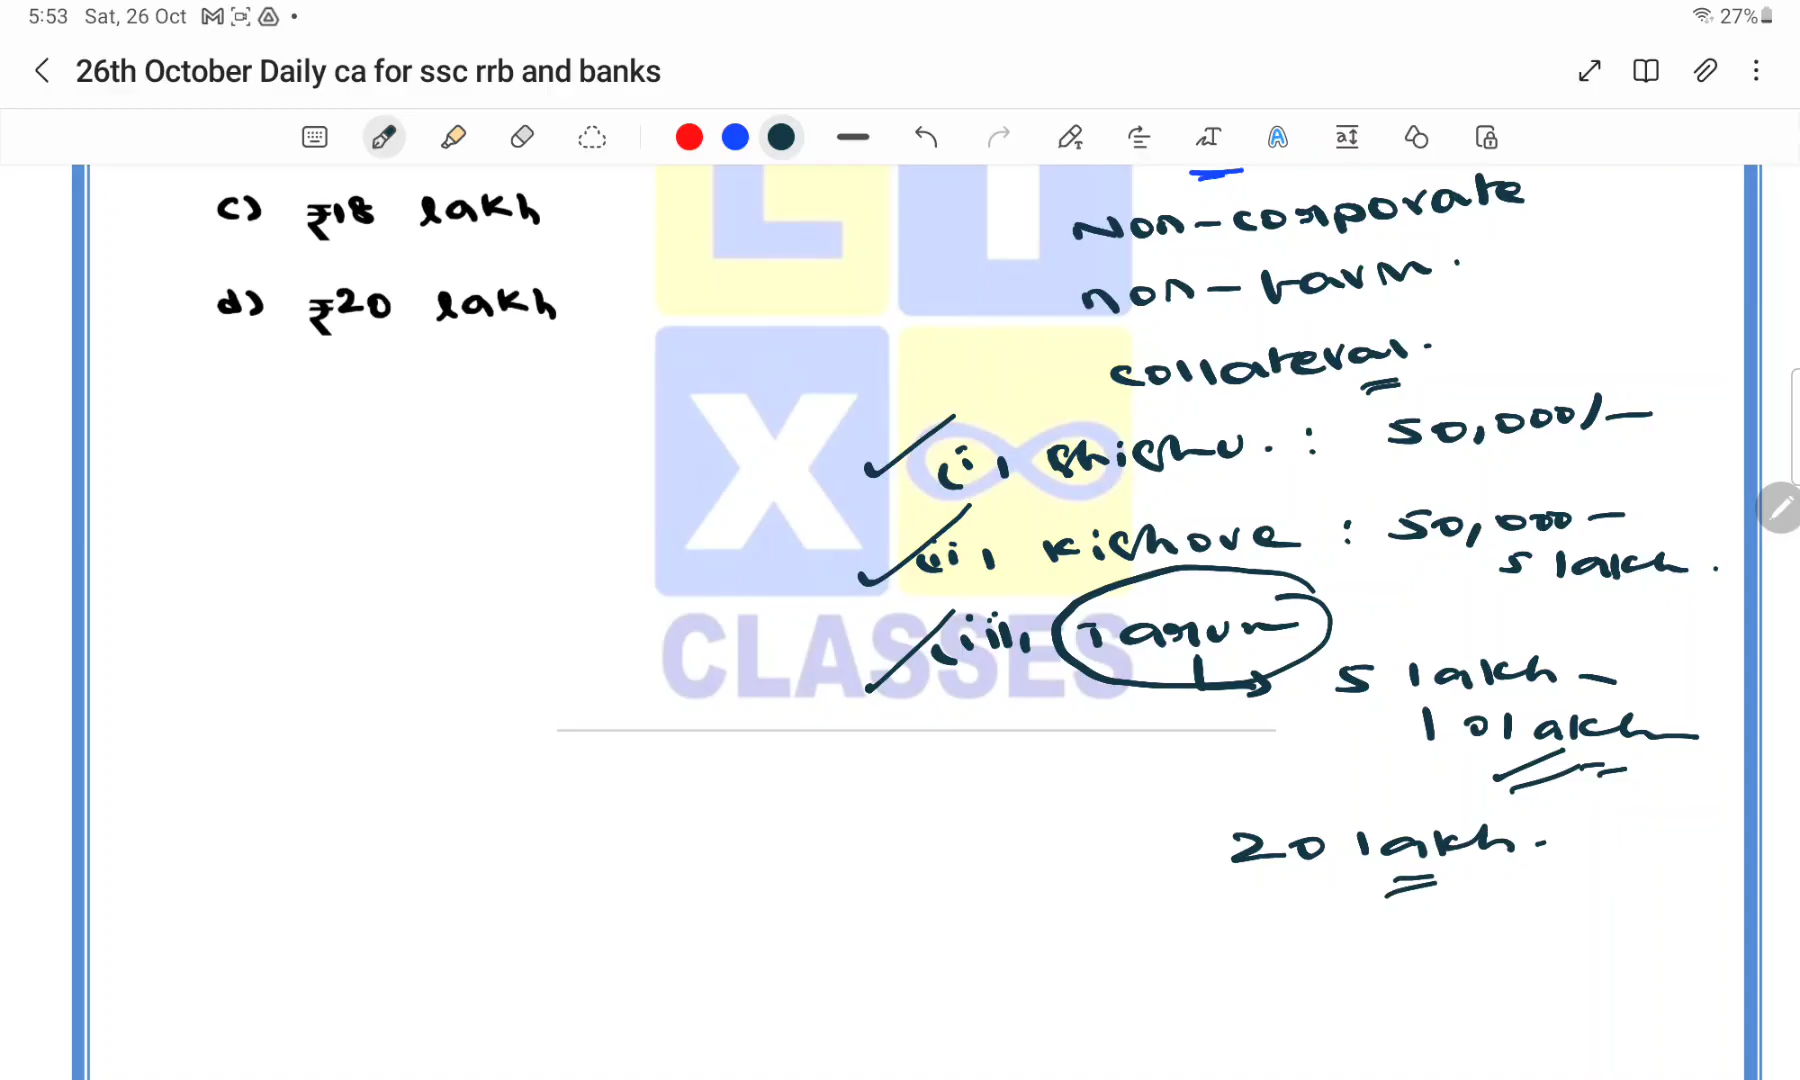 5:53 Sat, 26 Oct
27%
26th October Daily ca for ssc rrb and banks
c) ₹18 lakh
d) ₹20 lakh
Non-corporate
non-farm.
collateral.
(i), Shishu. : 50,000/-
(ii), Kishore : 50,000 -
5 lakh.
(iii, Tarun
5 lakh -
10 lakh
20 lakh.
L I
X
CLASSES